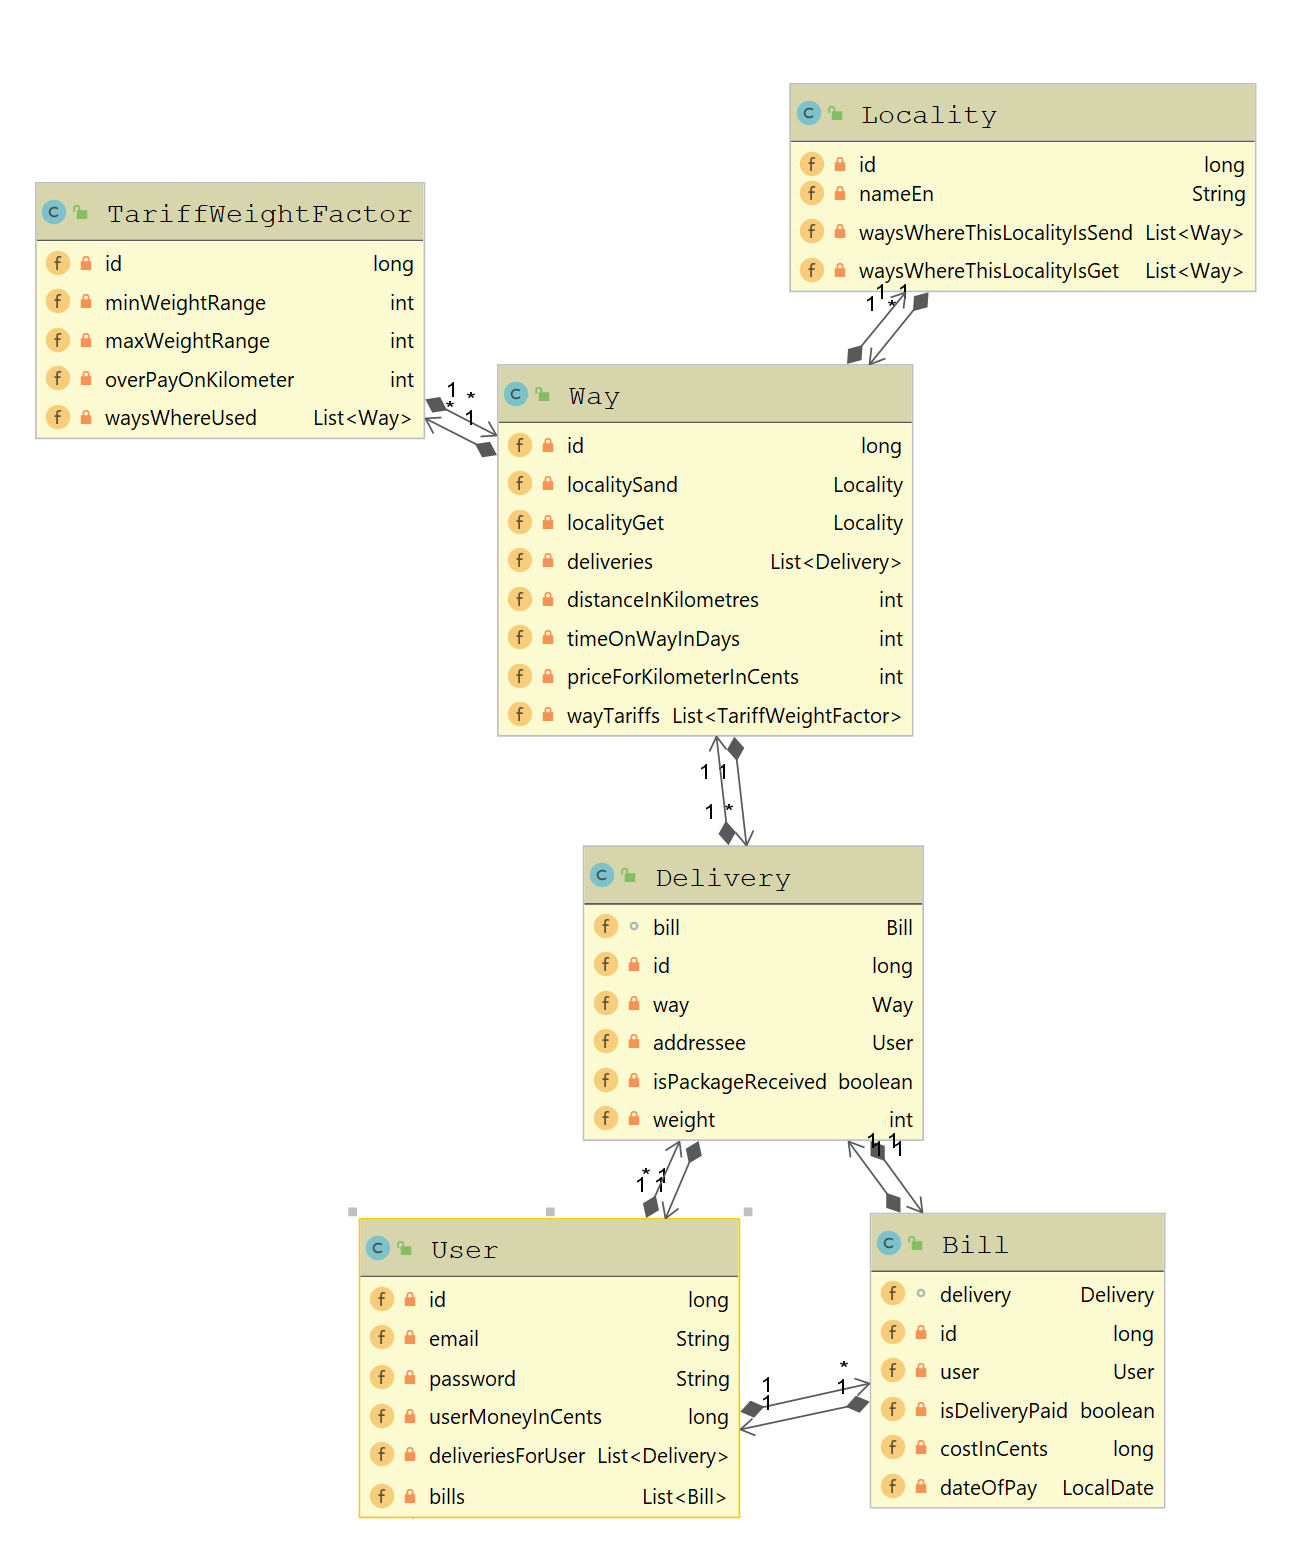 Locality
id long
nameEn String
waysWhereThisLocalityIsSend List<Way>
waysWhereThisLocalityIsGet List<Way>
1 1
1 *
TariffWeightFactor
id long
minWeightRange int
maxWeightRange int
overPayOnKilometer int
waysWhereUsed List<Way>
1 *
* 1
Way
id long
localitySand Locality
localityGet Locality
deliveries List<Delivery>
distanceInKilometres int
timeOnWayInDays int
priceForKilometerInCents int
wayTariffs List<TariffWeightFactor>
1 1
1 *
Delivery
bill Bill
id long
way Way
addressee User
isPackageReceived boolean
weight int
* 1
1 1
1 1
1 1
User
id long
email String
password String
userMoneyInCents long
deliveriesForUser List<Delivery>
bills List<Bill>
1 *
1 1
Bill
delivery Delivery
id long
user User
isDeliveryPaid boolean
costInCents long
dateOfPay LocalDate